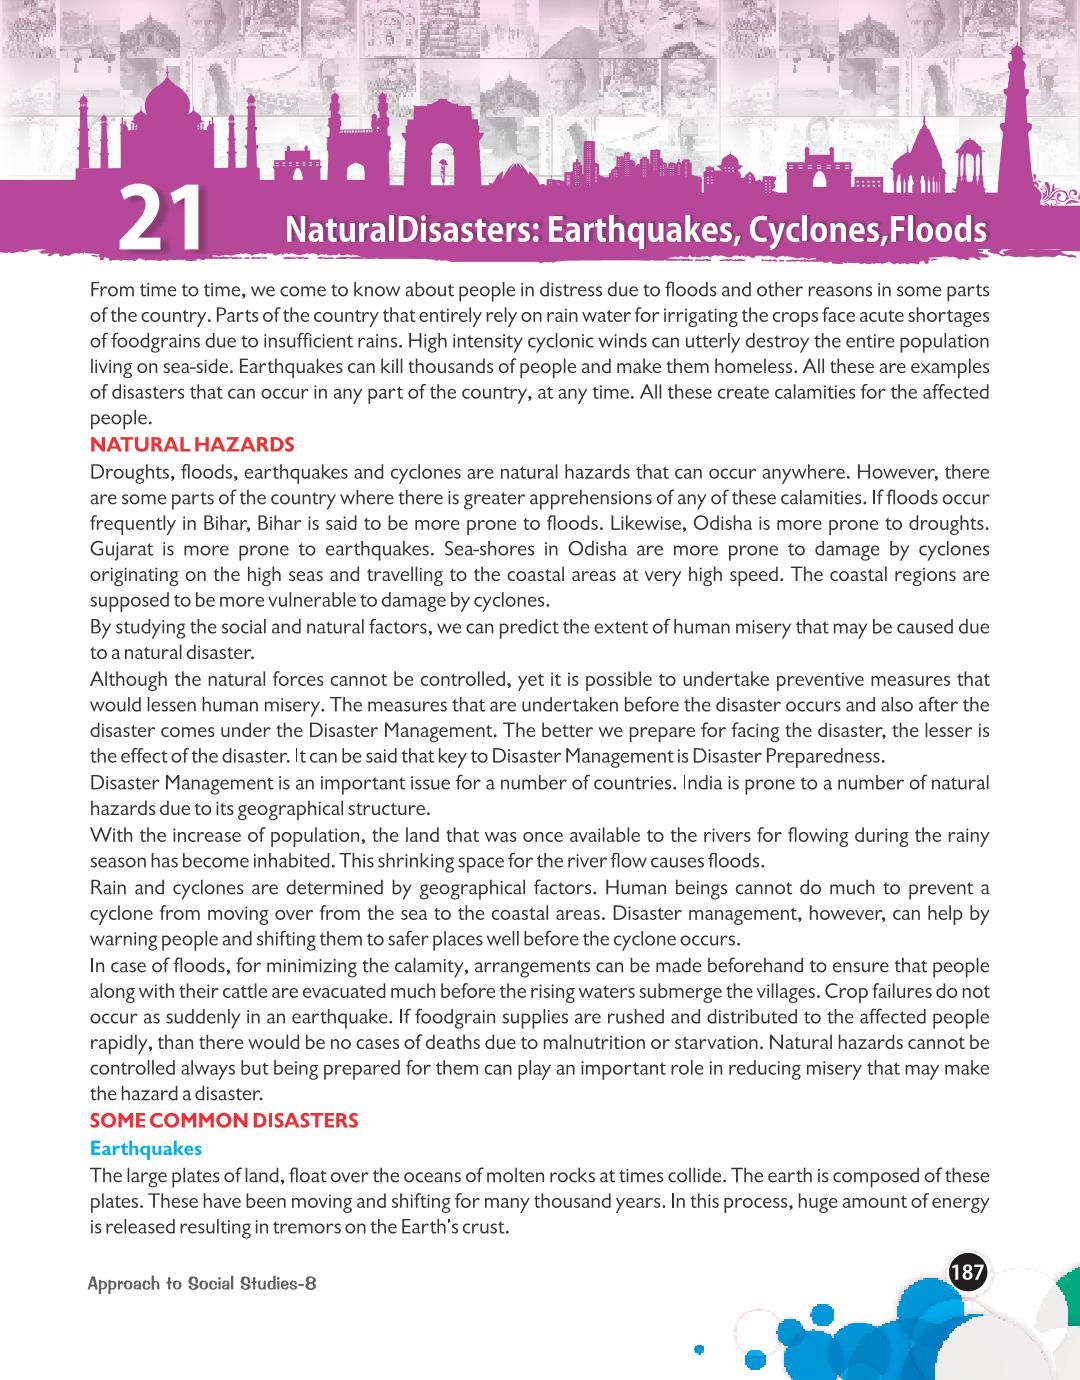 21
NaturalDisasters: Earthquakes, Cyclones,Floods
From time to time, we come to know about people in distress due to floods and other reasons in some parts
of the country. Parts of the country that entirely rely on rain water for irrigating the crops face acute shortages
of foodgrains due to insufficient rains. High intensity cyclonic winds can utterly destroy the entire population
living on sea-side. Earthquakes can kill thousands of people and make them homeless. All these are examples
of disasters that can occur in any part of the country, at any time. All these create calamities for the affected
people.
NATURAL HAZARDS
Droughts, floods, earthquakes and cyclones are natural hazards that can occur anywhere. However, there
are some parts of the country where there is greater apprehensions of any of these calamities. If floods occur
frequently in Bihar, Bihar is said to be more prone to floods. Likewise, Odisha is more prone to droughts.
Gujarat is more prone to earthquakes. Sea-shores in Odisha are more prone to damage by cyclones
originating on the high seas and travelling to the coastal areas at very high speed. The coastal regions are
supposed to be more vulnerable to damage by cyclones.
By studying the social and natural factors, we can predict the extent of human misery that may be caused due
to a natural disaster.
Although the natural forces cannot be controlled, yet it is possible to undertake preventive measures that
would lessen human misery. The measures that are undertaken before the disaster occurs and also after the
disaster comes under the Disaster Management. The better we prepare for facing the disaster, the lesser is
the effect of the disaster. It can be said that key to Disaster Management is Disaster Preparedness.
Disaster Management is an important issue for a number of countries. India is prone to a number of natural
hazards due to its geographical structure.
With the increase of population, the land that was once available to the rivers for flowing during the rainy
season has become inhabited. This shrinking space for the river flow causes floods.
Rain and cyclones are determined by geographical factors. Human beings cannot do much to prevent a
cyclone from moving over from the sea to the coastal areas. Disaster management, however, can help by
warning people and shifting them to safer places well before the cyclone occurs.
In case of floods, for minimizing the calamity, arrangements can be made beforehand to ensure that people
along with their cattle are evacuated much before the rising waters submerge the villages. Crop failures do not
occur as suddenly in an earthquake. If foodgrain supplies are rushed and distributed to the affected people
rapidly, than there would be no cases of deaths due to malnutrition or starvation. Natural hazards cannot be
controlled always but being prepared for them can play an important role in reducing misery that may make
the hazard a disaster.
SOME COMMON DISASTERS
Earthquakes
The large plates of land, float over the oceans of molten rocks at times collide. The earth is composed of these
plates. These have been moving and shifting for many thousand years. In this process, huge amount of energy
is released resulting in tremors on the Earth's crust.
Approach to Social Studies-8
187